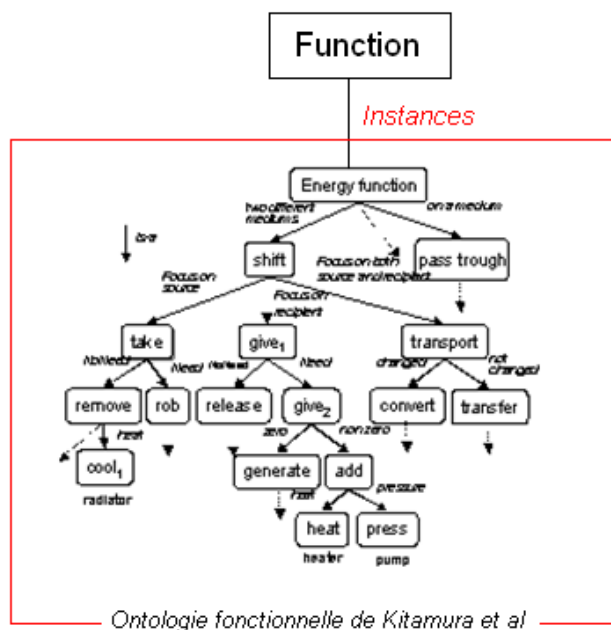 Function
Instances
Energy function
two different
mediums
on a medium
is-a
shift
Focus on both
source and recipient
pass trough
Focus on
source
Focus on
recipient
take
give1
transport
NoNeed
Need
NoNeed
Need
changed
not
changed
remove
rob
release
give2
convert
transfer
heat
zero
non zero
cool1
generate
add
radiator
heat
pressure
heat
press
heater
pump
Ontologie fonctionnelle de Kitamura et al